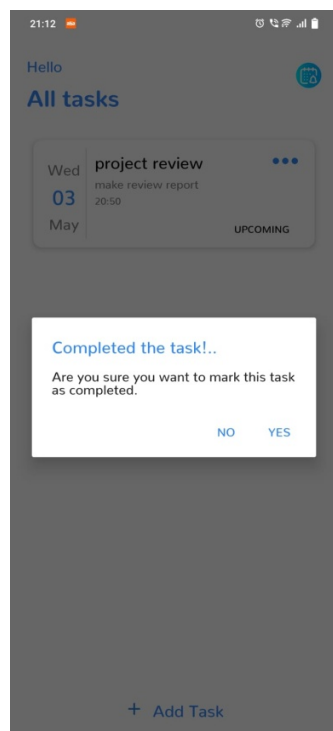 21:12
Hello
All tasks
Wed
03
May
project review
make review report
20:50
UPCOMING
Completed the task!..
Are you sure you want to mark this task
as completed.
NO YES
+ Add Task